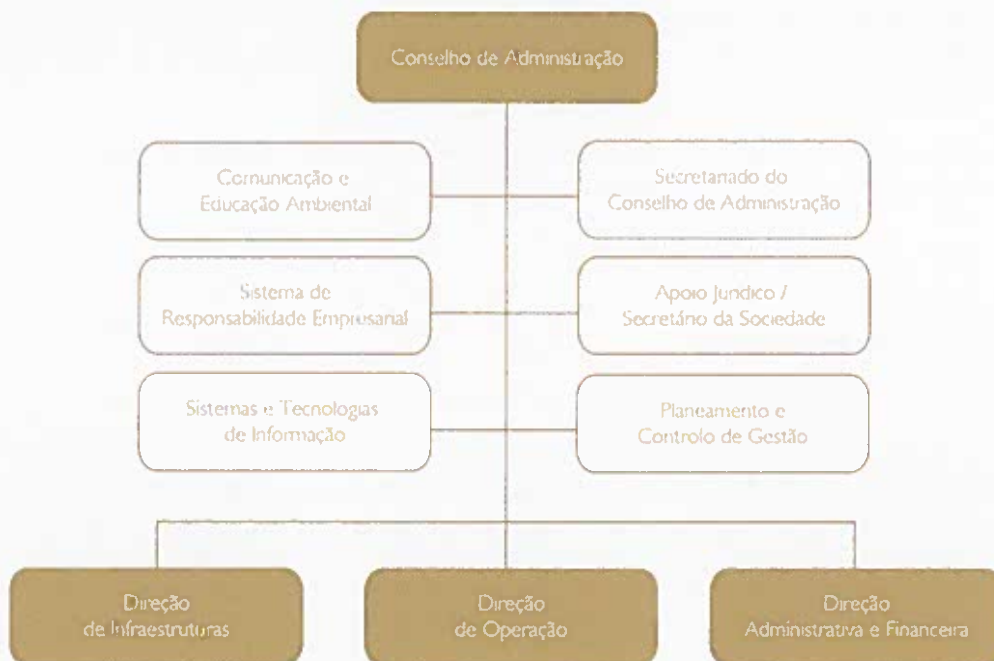 Conselho de Administração
Comunicação e
Educação Ambiental
Secretariado do
Conselho de Administração
Sistema de
Responsabilidade Empresarial
Apoio Jurídico /
Secretário da Sociedade
Sistemas e Tecnologias
de Informação
Planeamento e
Controlo de Gestão
Direção
de Infraestruturas
Direção
de Operação
Direção
Administrativa e Financeira